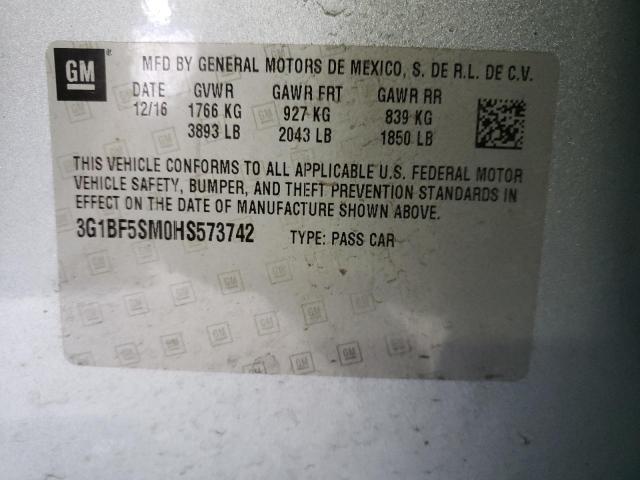 GM
MFD BY GENERAL MOTORS DE MEXICO, S. DE R.L. DE C.V.
DATE GVWR GAWR FRT GAWR RR
12/16 1766 KG 927 KG 839 KG
3893 LB 2043 LB 1850 LB
THIS VEHICLE CONFORMS TO ALL APPLICABLE U.S. FEDERAL MOTOR
VEHICLE SAFETY, BUMPER, AND THEFT PREVENTION STANDARDS IN
EFFECT ON THE DATE OF MANUFACTURE SHOWN ABOVE.
3G1BF5SM0HS573742 TYPE: PASS CAR